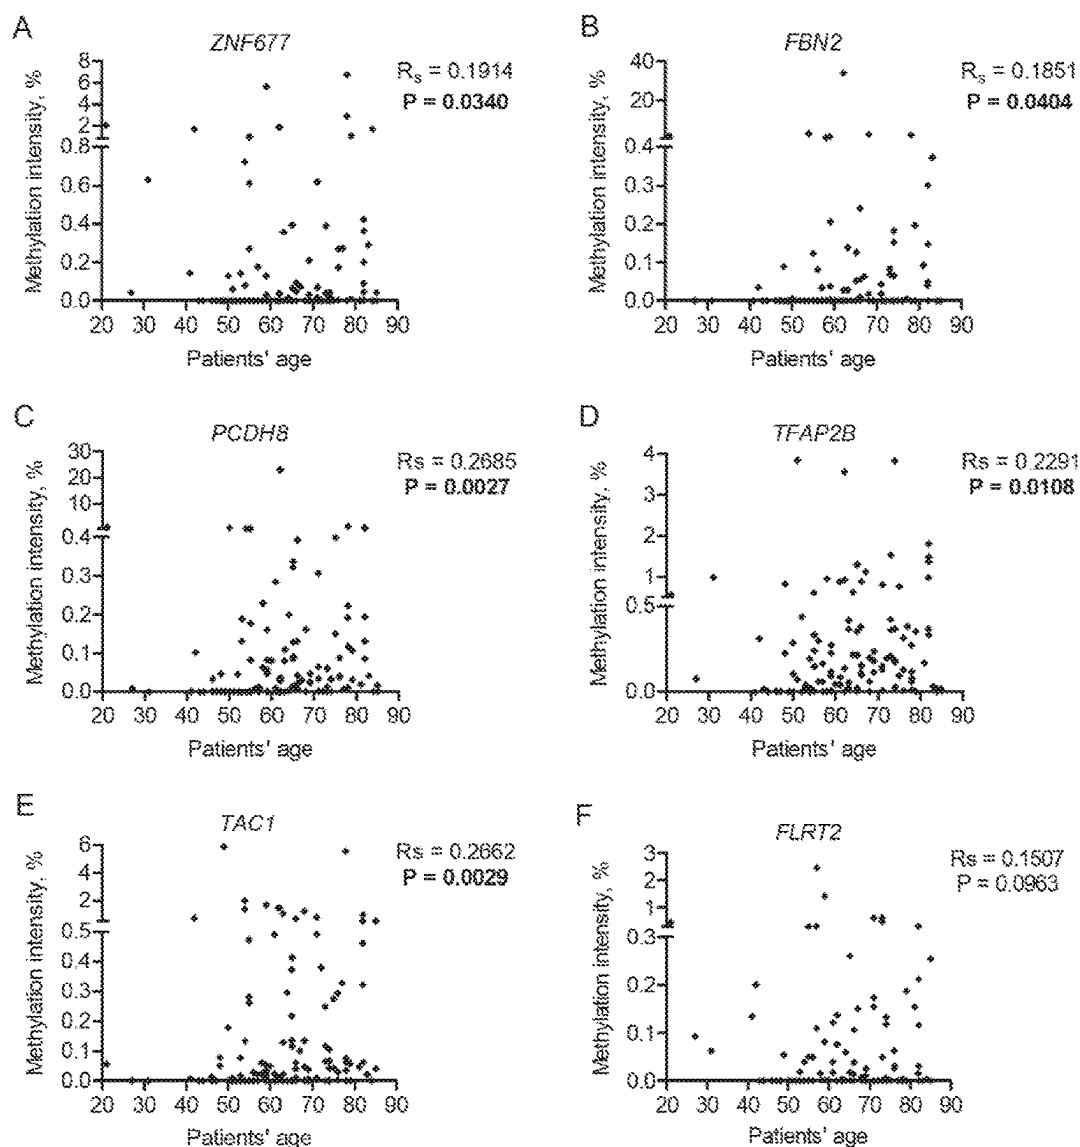 A
ZNF677
Rs = 0.1914
P = 0.0340
Methylation intensity, %
8
6
4
2
0.8
0.6
0.4
0.2
0.0
20 30 40 50 60 70 80 90
Patients' age
B
FBN2
Rs = 0.1851
P = 0.0404
Methylation intensity, %
40
20
0.4
0.3
0.2
0.1
0.0
20 30 40 50 60 70 80 90
Patients' age
C
PCDH8
Rs = 0.2685
P = 0.0027
Methylation intensity, %
30
20
10
0.4
0.3
0.2
0.1
0.0
20 30 40 50 60 70 80 90
Patients' age
D
TFAP2B
Rs = 0.2291
P = 0.0108
Methylation intensity, %
4
3
2
1
0.5
0.0
20 30 40 50 60 70 80 90
Patients' age
E
TAC1
Rs = 0.2662
P = 0.0029
Methylation intensity, %
6
4
2
0.5
0.4
0.3
0.2
0.1
0.0
20 30 40 50 60 70 80 90
Patients' age
F
FLRT2
Rs = 0.1507
P = 0.0963
Methylation intensity, %
3
2
1
0.3
0.2
0.1
0.0
20 30 40 50 60 70 80 90
Patients' age